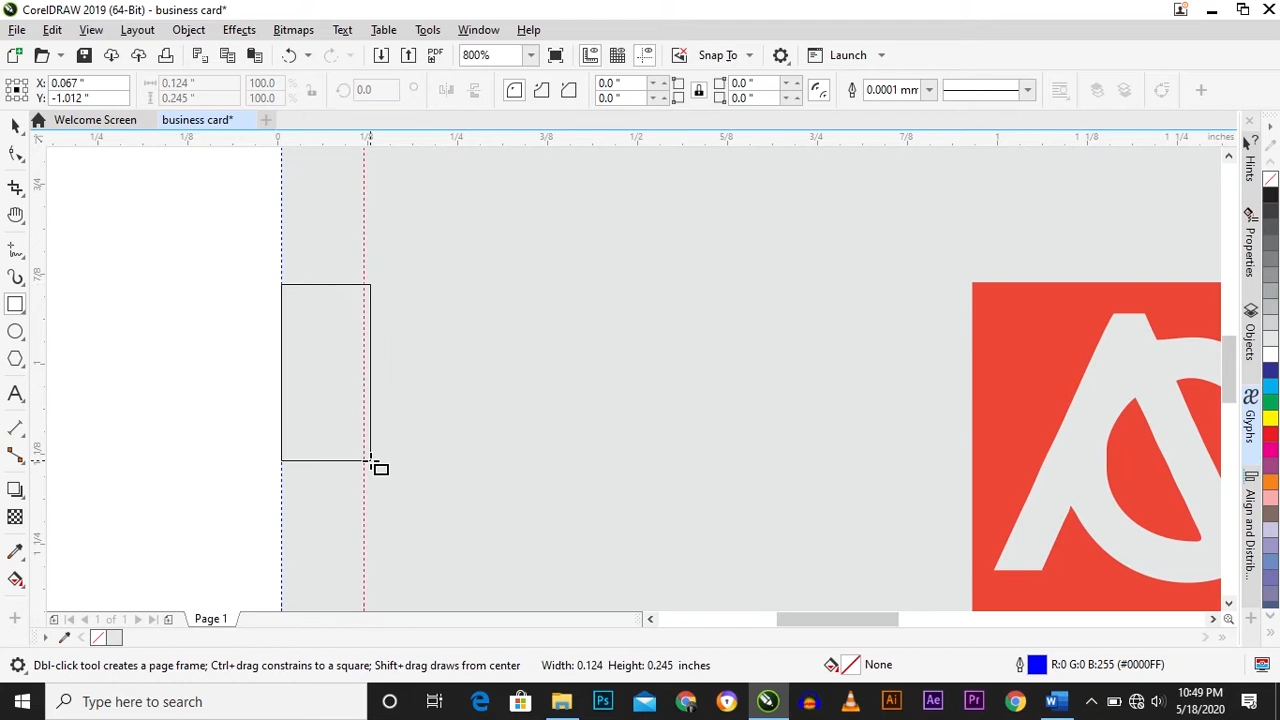 CorelDRAW 2019 (64-Bit) - business card*
File Edit View Layout Object Effects Bitmaps Text Table Tools Window Help
800% Snap To Launch
X: 0.067 " 0.124 " 100.0 % 0.0 ° 0.0 " 0.0 " 0.0001 mm
Y: -1.012 " 0.245 " 100.0 % 0.0 " 0.0 "
Welcome Screen business card*
0 1/8 1/4 3/8 1/2 5/8 3/4 7/8 1 1 1/8 1 1/4 inches
Hints
Properties
Objects
Glyphs
Align and Distrib...
1 of 1 Page 1
Dbl-click tool creates a page frame; Ctrl+drag constrains to a square; Shift+drag draws from center Width: 0.124 Height: 0.245 inches None R:0 G:0 B:255 (#0000FF)
Type here to search
10:49 PM
5/18/2020